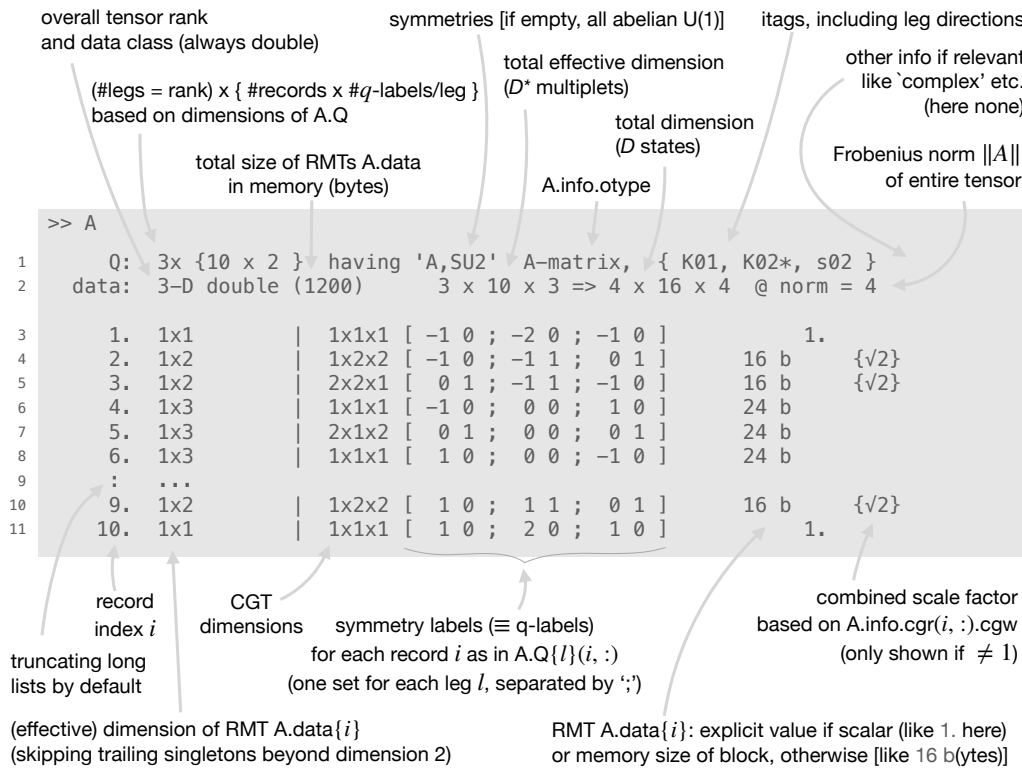 overall tensor rank
and data class (always double)
symmetries [if empty, all abelian U(1)]
itags, including leg directions
(#legs = rank) x { #records x #q-labels/leg }
based on dimensions of A.Q
total effective dimension
(D* multiplets)
other info if relevant
like `complex' etc.
(here none)
total size of RMTs A.data
in memory (bytes)
total dimension
(D states)
A.info.otype
Frobenius norm ‖A‖
of entire tensor
>> A
1 Q: 3x {10 x 2 } having 'A,SU2' A-matrix, { K01, K02*, s02 }
2 data: 3-D double (1200) 3 x 10 x 3 => 4 x 16 x 4 @ norm = 4
3 1. 1x1 | 1x1x1 [ -1 0 ; -2 0 ; -1 0 ] 1.
4 2. 1x2 | 1x2x2 [ -1 0 ; -1 1 ; 0 1 ] 16 b {√2}
5 3. 1x2 | 2x2x1 [ 0 1 ; -1 1 ; -1 0 ] 16 b {√2}
6 4. 1x3 | 1x1x1 [ -1 0 ; 0 0 ; 1 0 ] 24 b
7 5. 1x3 | 2x1x2 [ 0 1 ; 0 0 ; 0 1 ] 24 b
8 6. 1x3 | 1x1x1 [ 1 0 ; 0 0 ; -1 0 ] 24 b
9 : ...
10 9. 1x2 | 1x2x2 [ 1 0 ; 1 1 ; 0 1 ] 16 b {√2}
11 10. 1x1 | 1x1x1 [ 1 0 ; 2 0 ; 1 0 ] 1.
record
index i
CGT
dimensions
symmetry labels (≡ q-labels)
for each record i as in A.Q{l}(i, :)
(one set for each leg l, separated by ‘;’)
combined scale factor
based on A.info.cgr(i, :).cgw
(only shown if ≠ 1)
truncating long
lists by default
(effective) dimension of RMT A.data{i}
(skipping trailing singletons beyond dimension 2)
RMT A.data{i}: explicit value if scalar (like 1. here)
or memory size of block, otherwise [like 16 b(ytes)]